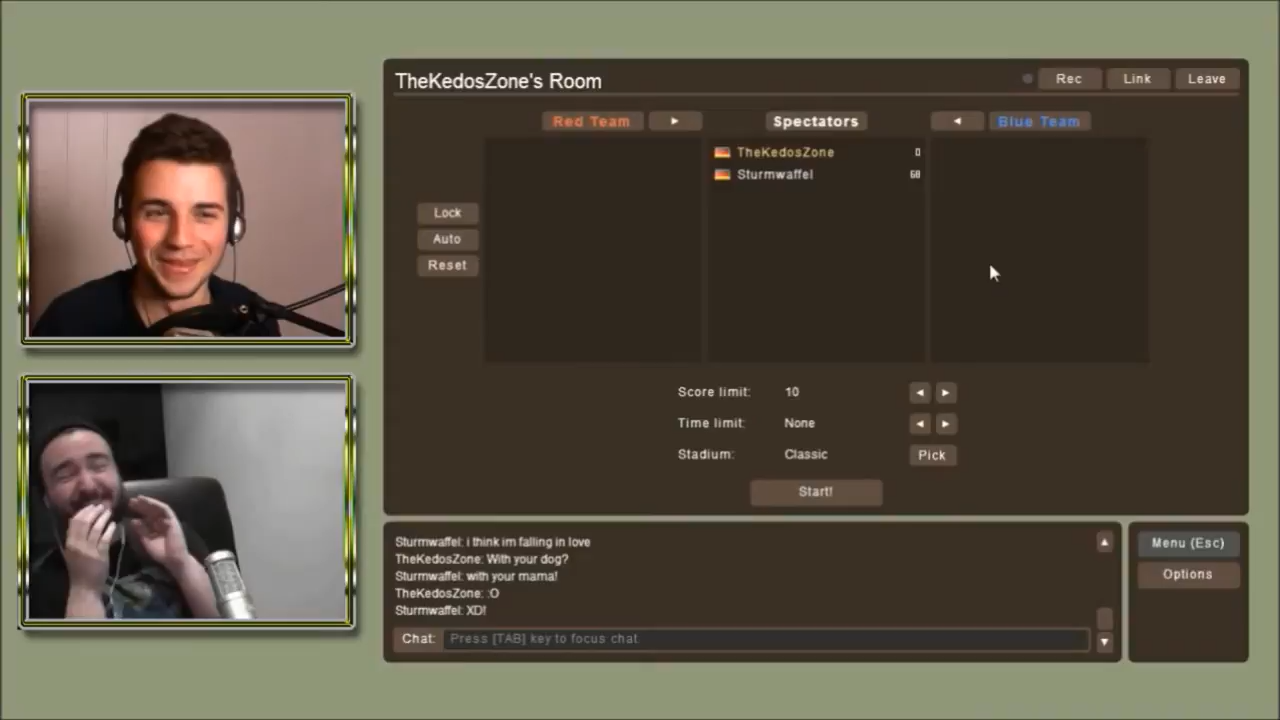 TheKedosZone's Room
Rec
Link
Leave
Red Team
Spectators
Blue Team
TheKedosZone 0
Sturmwaffel 68
Lock
Auto
Reset
Score limit: 10
Time limit: None
Stadium: Classic Pick
Start!
Sturmwaffel: i think im falling in love
TheKedosZone: With your dog?
Sturmwaffel: with your mama!
TheKedosZone: :O
Sturmwaffel: XD!
Chat: Press [TAB] key to focus chat
Menu (Esc)
Options